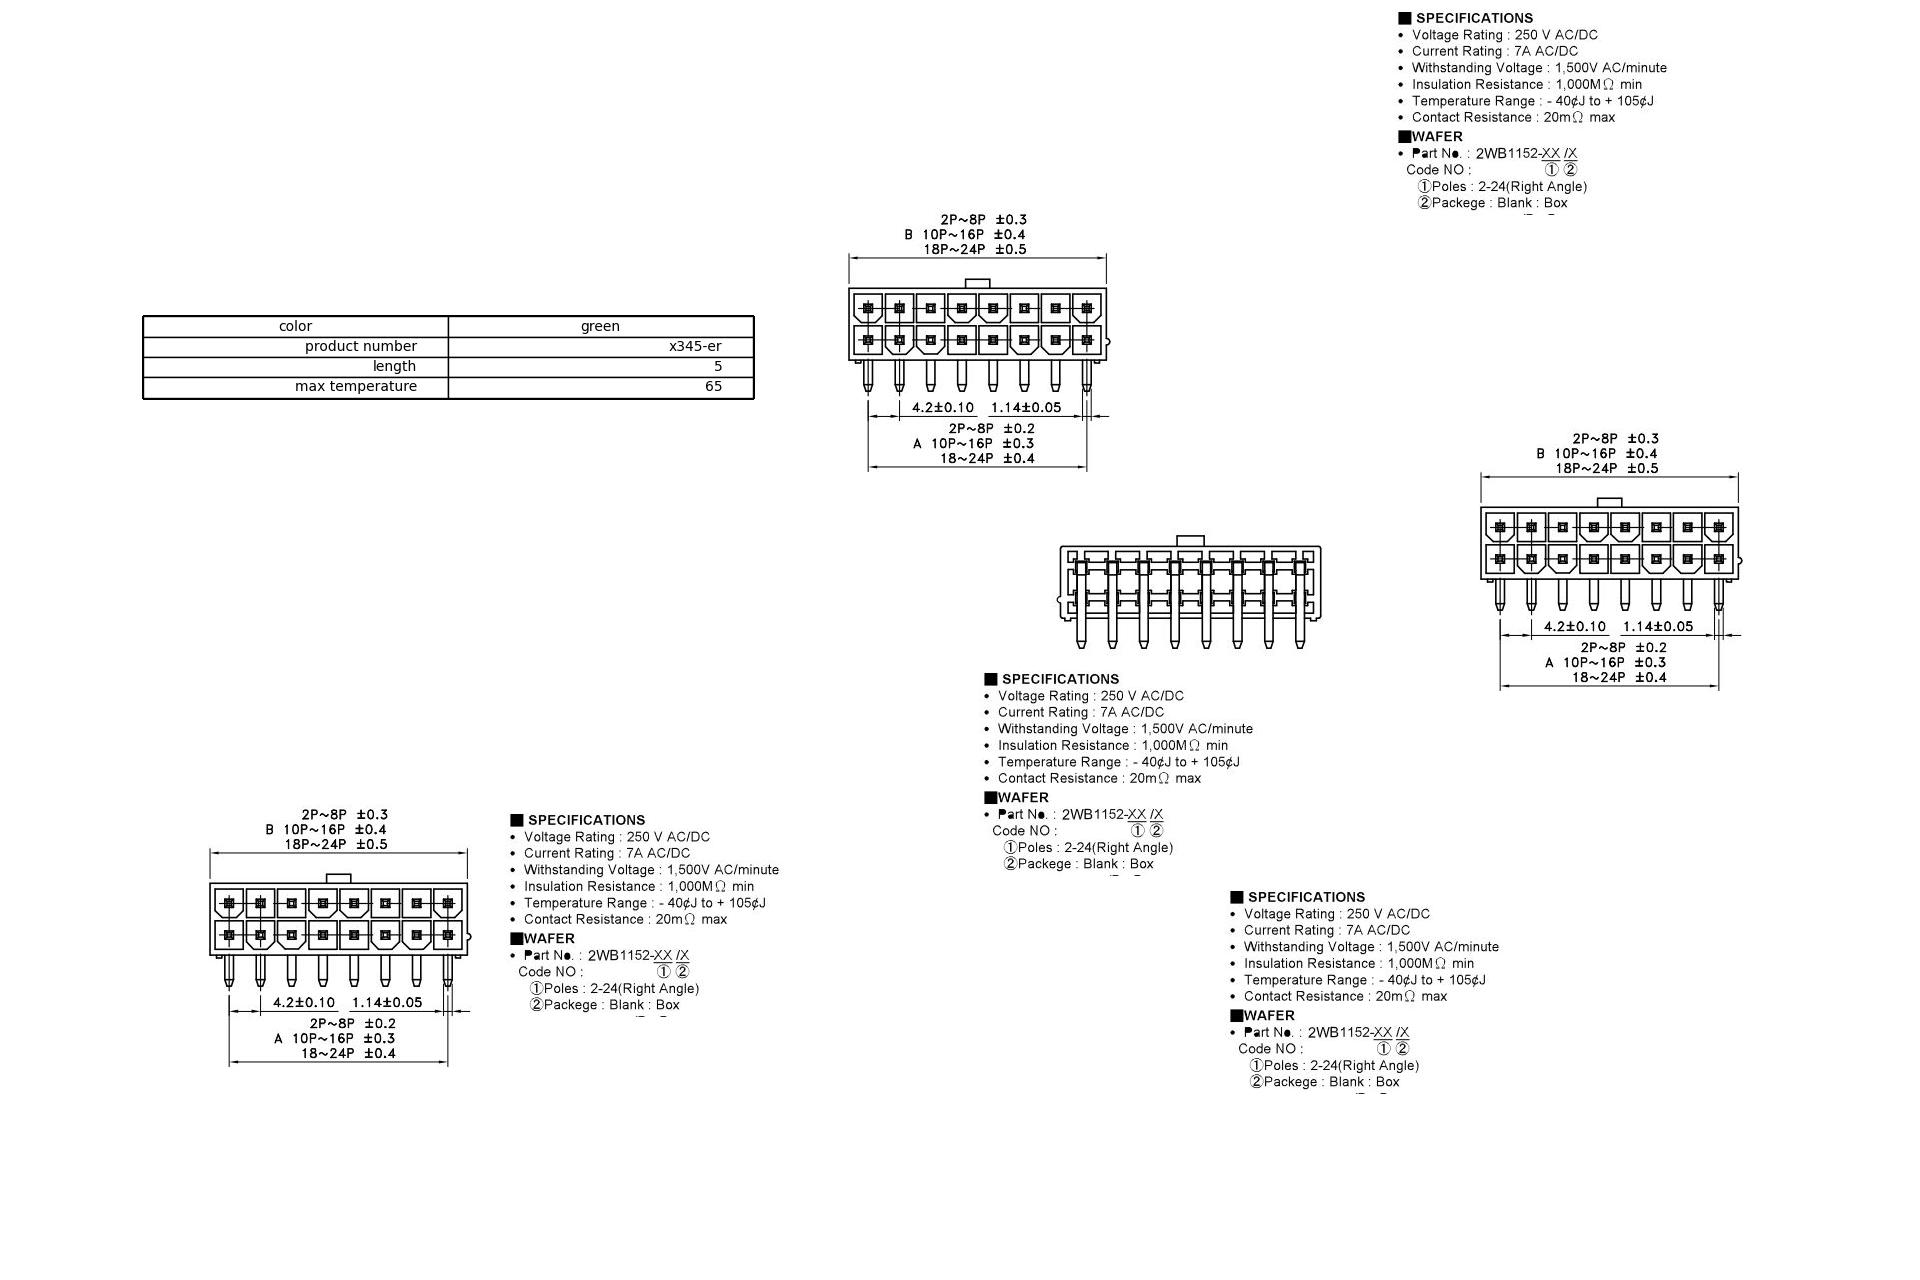 ■ SPECIFICATIONS
• Voltage Rating : 250 V AC/DC
• Current Rating : 7A AC/DC
• Withstanding Voltage : 1,500V AC/minute
• Insulation Resistance : 1,000MΩ min
• Temperature Range : - 40¢J to + 105¢J
• Contact Resistance : 20mΩ max
■WAFER
• Part No. : 2WB1152-XX /X
Code NO : ① ②
①Poles : 2-24(Right Angle)
②Packege : Blank : Box
2P~8P ±0.3
B 10P~16P ±0.4
18P~24P ±0.5
4.2±0.10 1.14±0.05
2P~8P ±0.2
A 10P~16P ±0.3
18~24P ±0.4
color green
product number x345-er
length 5
max temperature 65
2P~8P ±0.3
B 10P~16P ±0.4
18P~24P ±0.5
4.2±0.10 1.14±0.05
2P~8P ±0.2
A 10P~16P ±0.3
18~24P ±0.4
■ SPECIFICATIONS
• Voltage Rating : 250 V AC/DC
• Current Rating : 7A AC/DC
• Withstanding Voltage : 1,500V AC/minute
• Insulation Resistance : 1,000MΩ min
• Temperature Range : - 40¢J to + 105¢J
• Contact Resistance : 20mΩ max
■WAFER
• Part No. : 2WB1152-XX /X
Code NO : ① ②
①Poles : 2-24(Right Angle)
②Packege : Blank : Box
2P~8P ±0.3
B 10P~16P ±0.4
18P~24P ±0.5
4.2±0.10 1.14±0.05
2P~8P ±0.2
A 10P~16P ±0.3
18~24P ±0.4
■ SPECIFICATIONS
• Voltage Rating : 250 V AC/DC
• Current Rating : 7A AC/DC
• Withstanding Voltage : 1,500V AC/minute
• Insulation Resistance : 1,000MΩ min
• Temperature Range : - 40¢J to + 105¢J
• Contact Resistance : 20mΩ max
■WAFER
• Part No. : 2WB1152-XX /X
Code NO : ① ②
①Poles : 2-24(Right Angle)
②Packege : Blank : Box
■ SPECIFICATIONS
• Voltage Rating : 250 V AC/DC
• Current Rating : 7A AC/DC
• Withstanding Voltage : 1,500V AC/minute
• Insulation Resistance : 1,000MΩ min
• Temperature Range : - 40¢J to + 105¢J
• Contact Resistance : 20mΩ max
■WAFER
• Part No. : 2WB1152-XX /X
Code NO : ① ②
①Poles : 2-24(Right Angle)
②Packege : Blank : Box